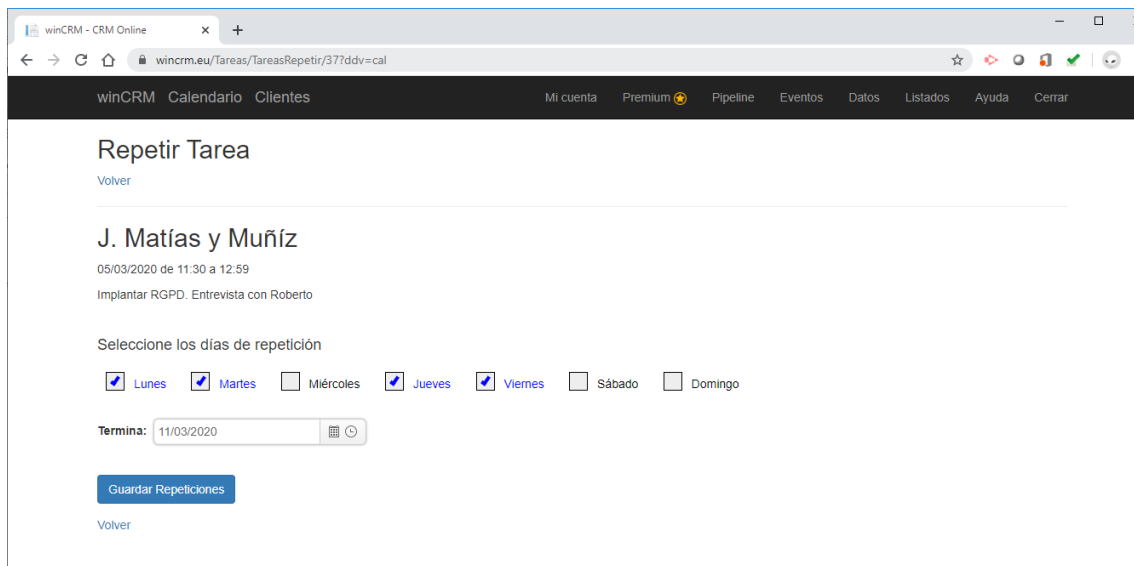 winCRM - CRM Online
wincrm.eu/Tareas/TareasRepetir/37?ddv=cal
winCRM Calendario Clientes Mi cuenta Premium Pipeline Eventos Datos Listados Ayuda Cerrar
Repetir Tarea
Volver
J. Matías y Muñíz
05/03/2020 de 11:30 a 12:59
Implantar RGPD. Entrevista con Roberto
Seleccione los días de repetición
Lunes Martes Miércoles Jueves Viernes Sábado Domingo
Termina: 11/03/2020
Guardar Repeticiones
Volver